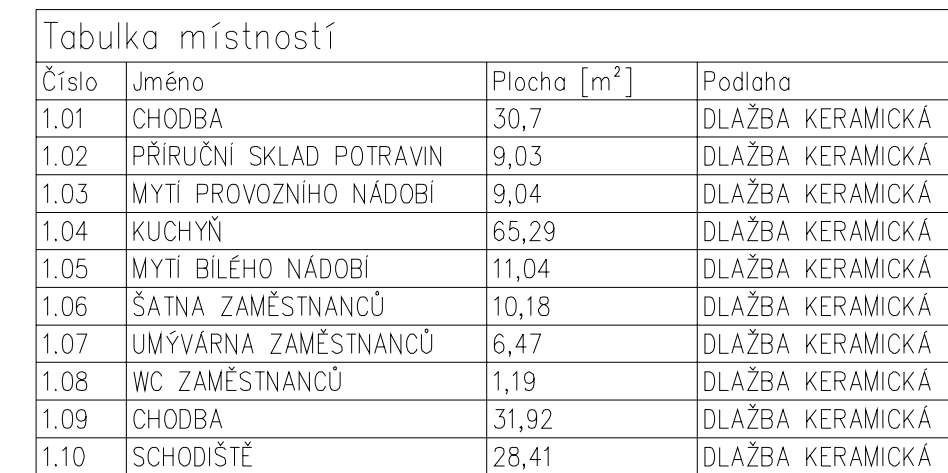 Tabulka místností
Číslo Jméno Plocha [m²] Podlaha
1.01 CHODBA 30,7 DLAŽBA KERAMICKÁ
1.02 PŘÍRUČNÍ SKLAD POTRAVIN 9,03 DLAŽBA KERAMICKÁ
1.03 MYTÍ PROVOZNÍHO NÁDOBÍ 9,04 DLAŽBA KERAMICKÁ
1.04 KUCHYŇ 65,29 DLAŽBA KERAMICKÁ
1.05 MYTÍ BÍLÉHO NÁDOBÍ 11,04 DLAŽBA KERAMICKÁ
1.06 ŠATNA ZAMĚSTNANCŮ 10,18 DLAŽBA KERAMICKÁ
1.07 UMÝVÁRNA ZAMĚSTNANCŮ 6,47 DLAŽBA KERAMICKÁ
1.08 WC ZAMĚSTNANCŮ 1,19 DLAŽBA KERAMICKÁ
1.09 CHODBA 31,92 DLAŽBA KERAMICKÁ
1.10 SCHODIŠTĚ 28,41 DLAŽBA KERAMICKÁ